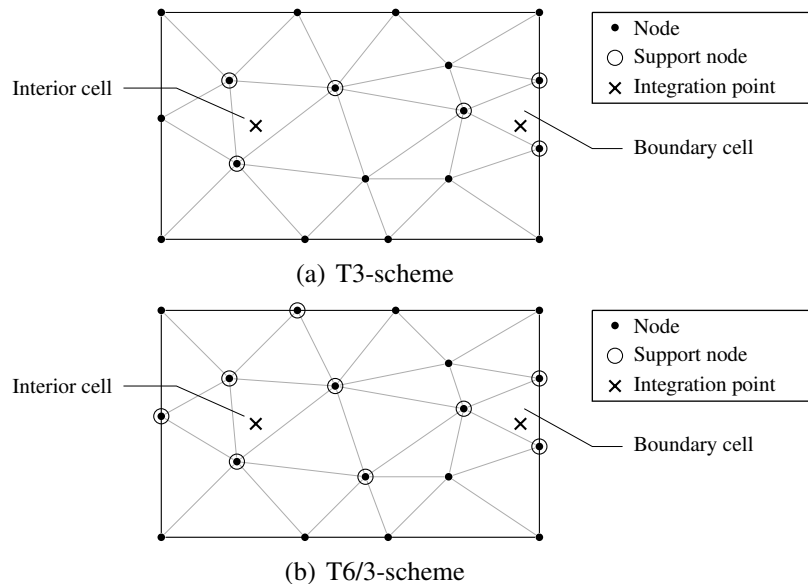 Node
Support node
Integration point
Interior cell
Boundary cell
(a) T3-scheme
Node
Support node
Integration point
Interior cell
Boundary cell
(b) T6/3-scheme